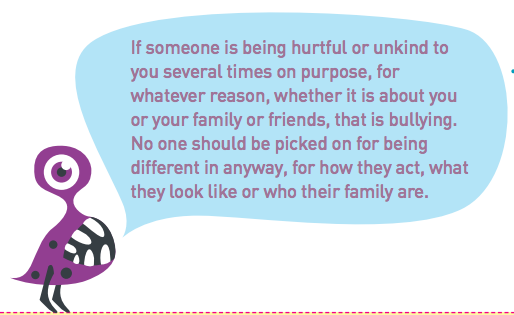 If someone is being hurtful or unkind to
you several times on purpose, for
whatever reason, whether it is about you
or your family or friends, that is bullying.
No one should be picked on for being
different in anyway, for how they act, what
they look like or who their family are.